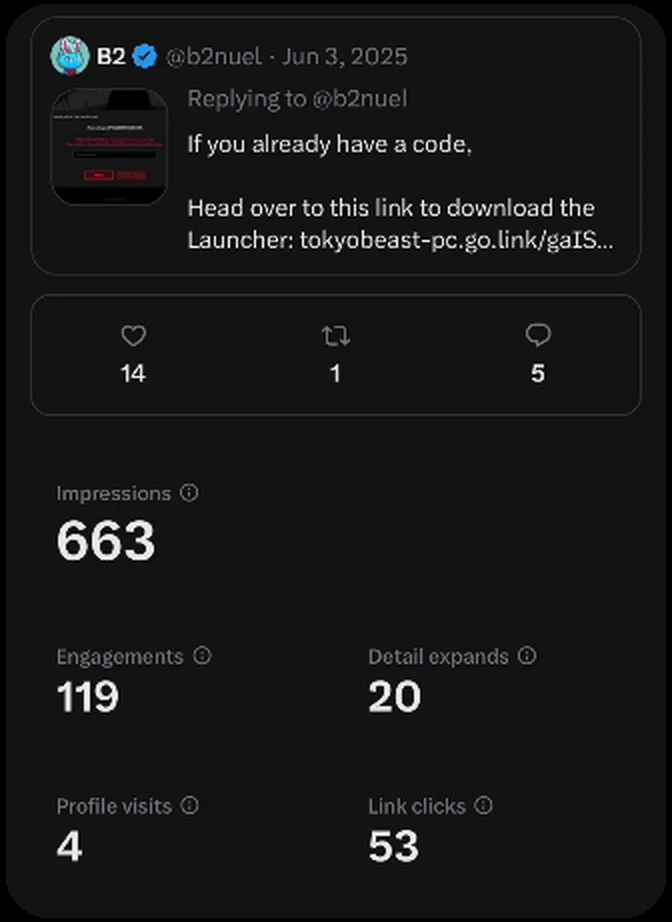 B2 @b2nuel · Jun 3, 2025
Replying to @b2nuel
If you already have a code,
Head over to this link to download the
Launcher: tokyobeast-pc.go.link/gaIS...
14 1 5
Impressions
663
Engagements Detail expands
119 20
Profile visits Link clicks
4 53